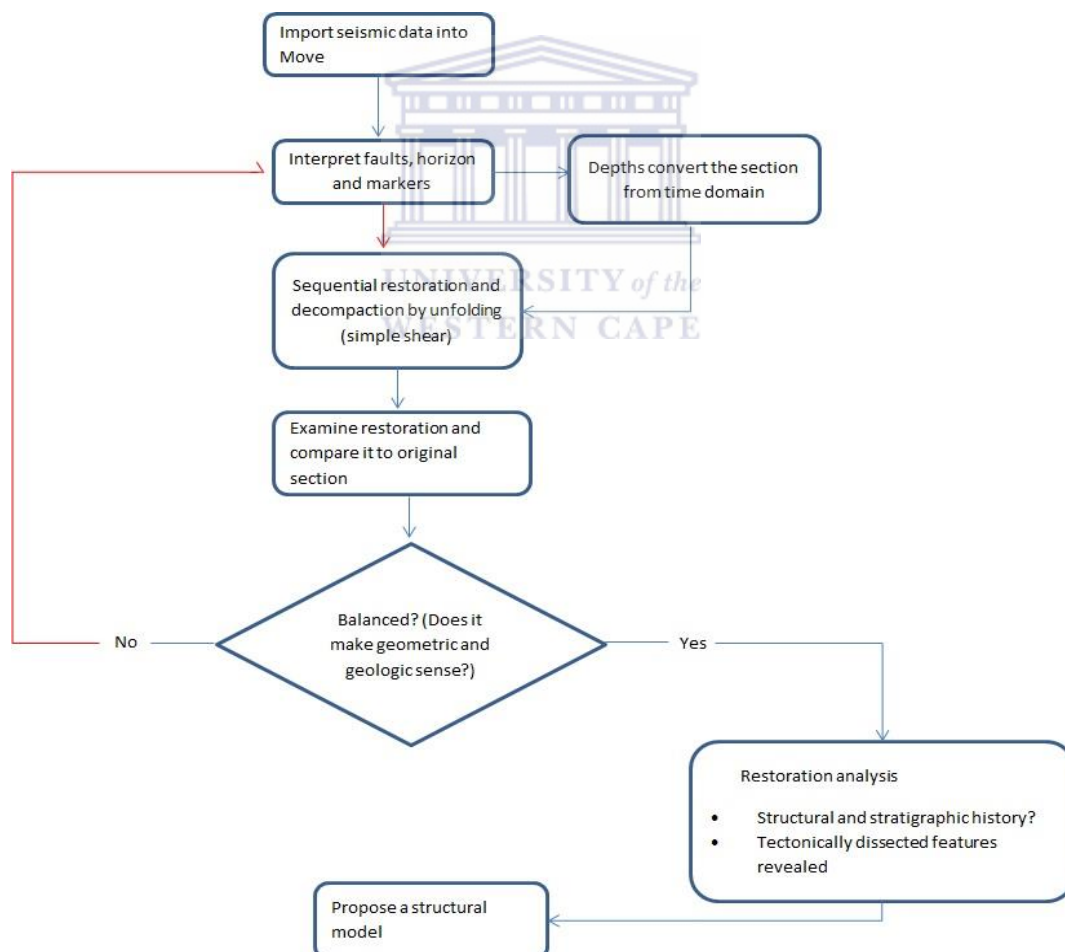 Import seismic data into
Move
Interpret faults, horizon
and markers
Depths convert the section
from time domain
UNIVERSITY of the
WESTERN CAPE
Sequential restoration and
decompaction by unfolding
(simple shear)
Examine restoration and
compare it to original
section
Balanced? (Does it
make geometric and
geologic sense?)
No
Yes
Restoration analysis
• Structural and stratigraphic history?
• Tectonically dissected features
revealed
Propose a structural
model